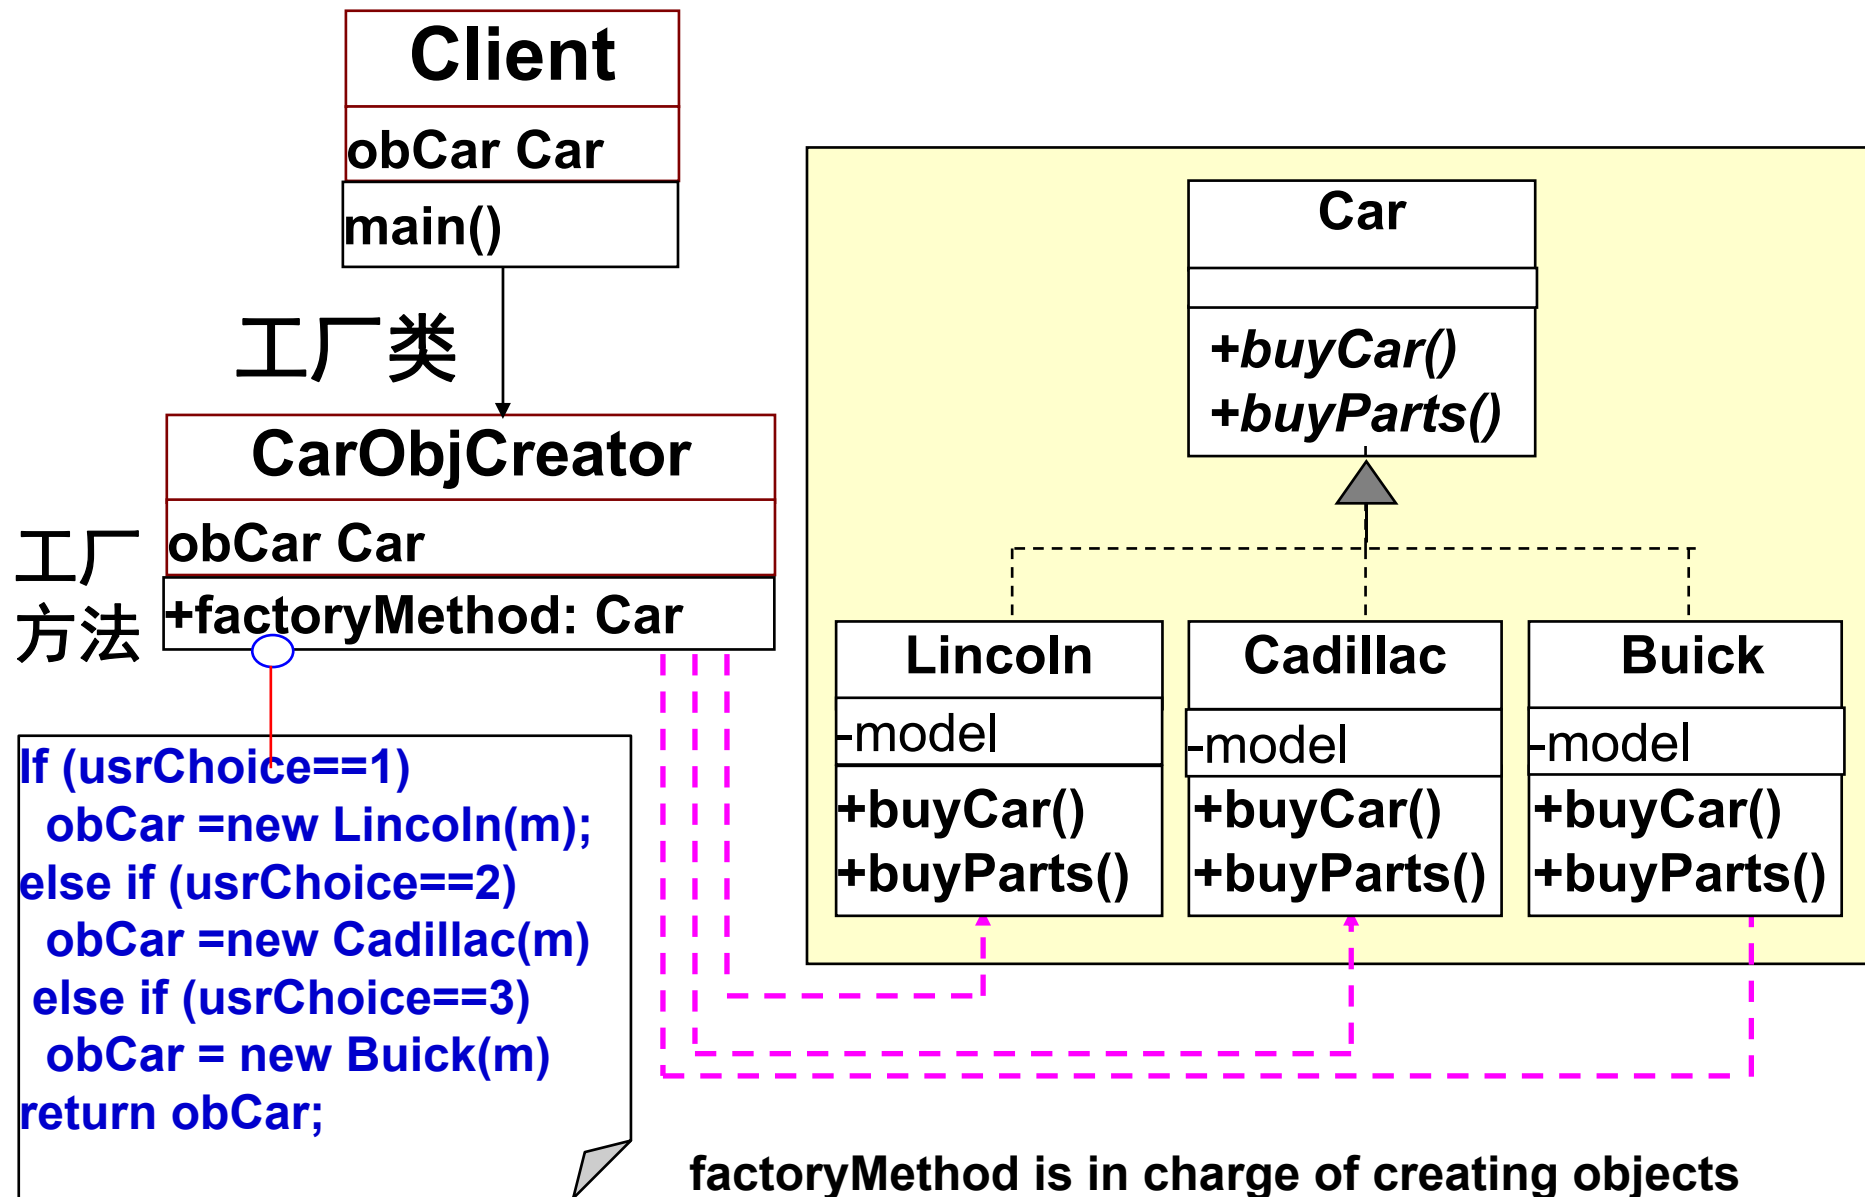 Client
obCar Car
main()
工厂类
CarObjCreator
obCar Car
+factoryMethod: Car
工厂
方法
If (usrChoice==1)
obCar =new Lincoln(m);
else if (usrChoice==2)
obCar =new Cadillac(m)
else if (usrChoice==3)
obCar = new Buick(m)
return obCar;
Car
+buyCar()
+buyParts()
Lincoln
-model
+buyCar()
+buyParts()
Cadillac
-model
+buyCar()
+buyParts()
Buick
-model
+buyCar()
+buyParts()
factoryMethod is in charge of creating objects